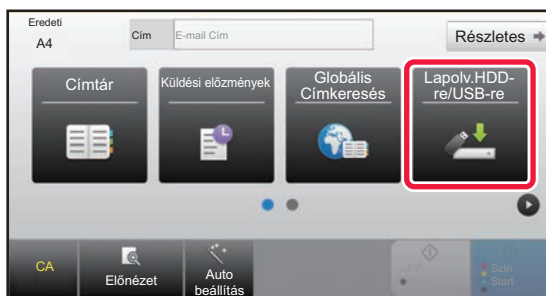 Eredeti
A4
Cím
E-mail Cím
Részletes
Címtár
Küldési előzmények
Globális
Címkeresés
Lapolv.HDD-
re/USB-re
CA
Előnézet
Auto
beállítás
Szín
Start